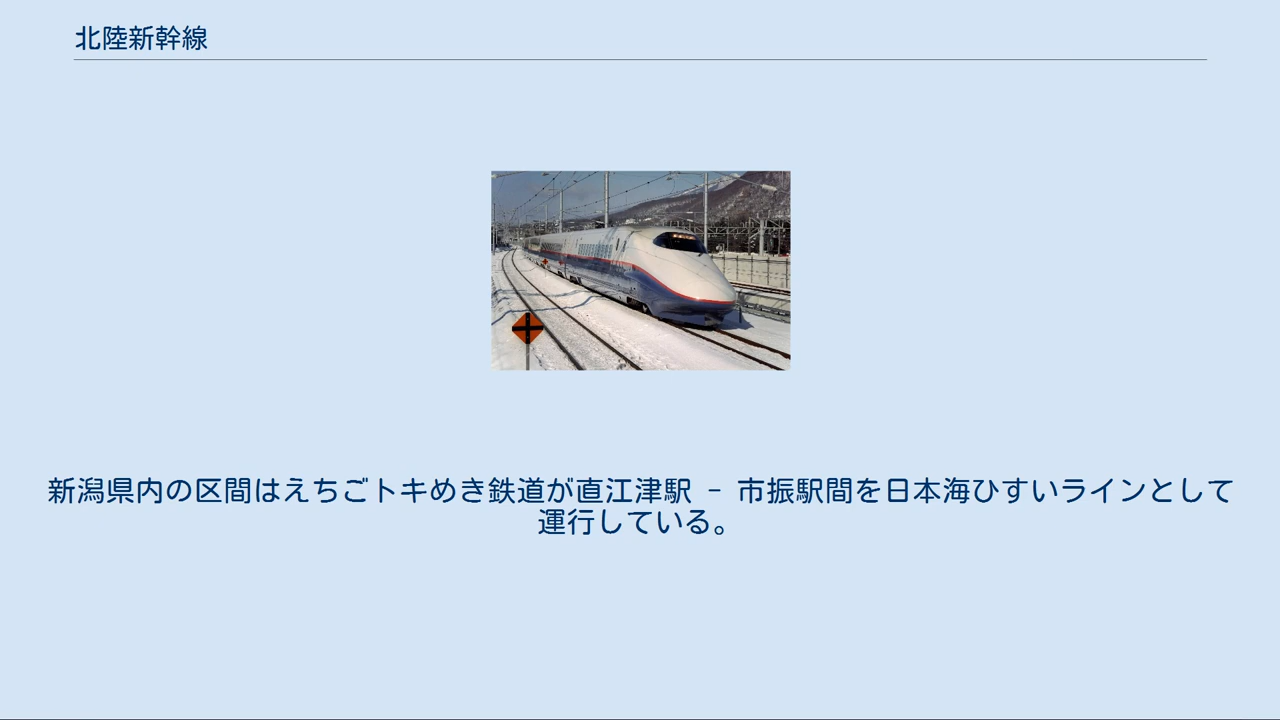 北陸新幹線
新潟県内の区間はえちごトキめき鉄道が直江津駅 - 市振駅間を日本海ひすいラインとして
運行している。